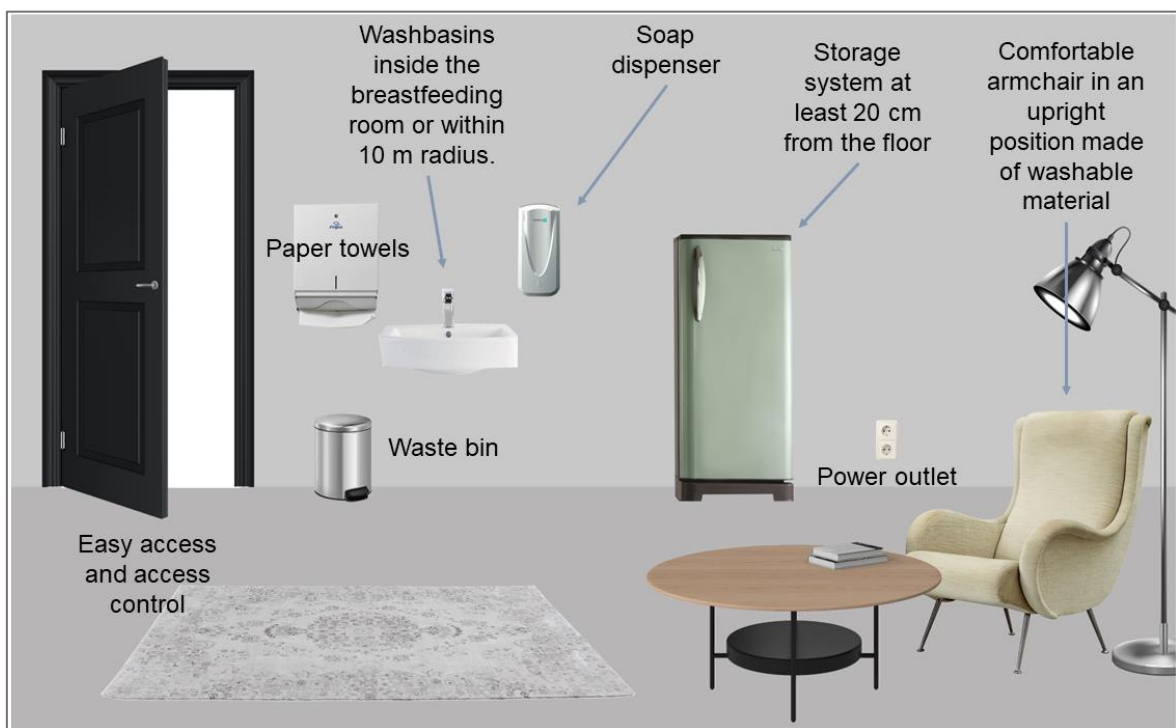 Washbasins
inside the
breastfeeding
room or within
10 m radius.
Soap
dispenser
Storage
system at
least 20 cm
from the floor
Comfortable
armchair in an
upright
position made
of washable
material
Paper towels
Waste bin
Power outlet
Easy access
and access
control